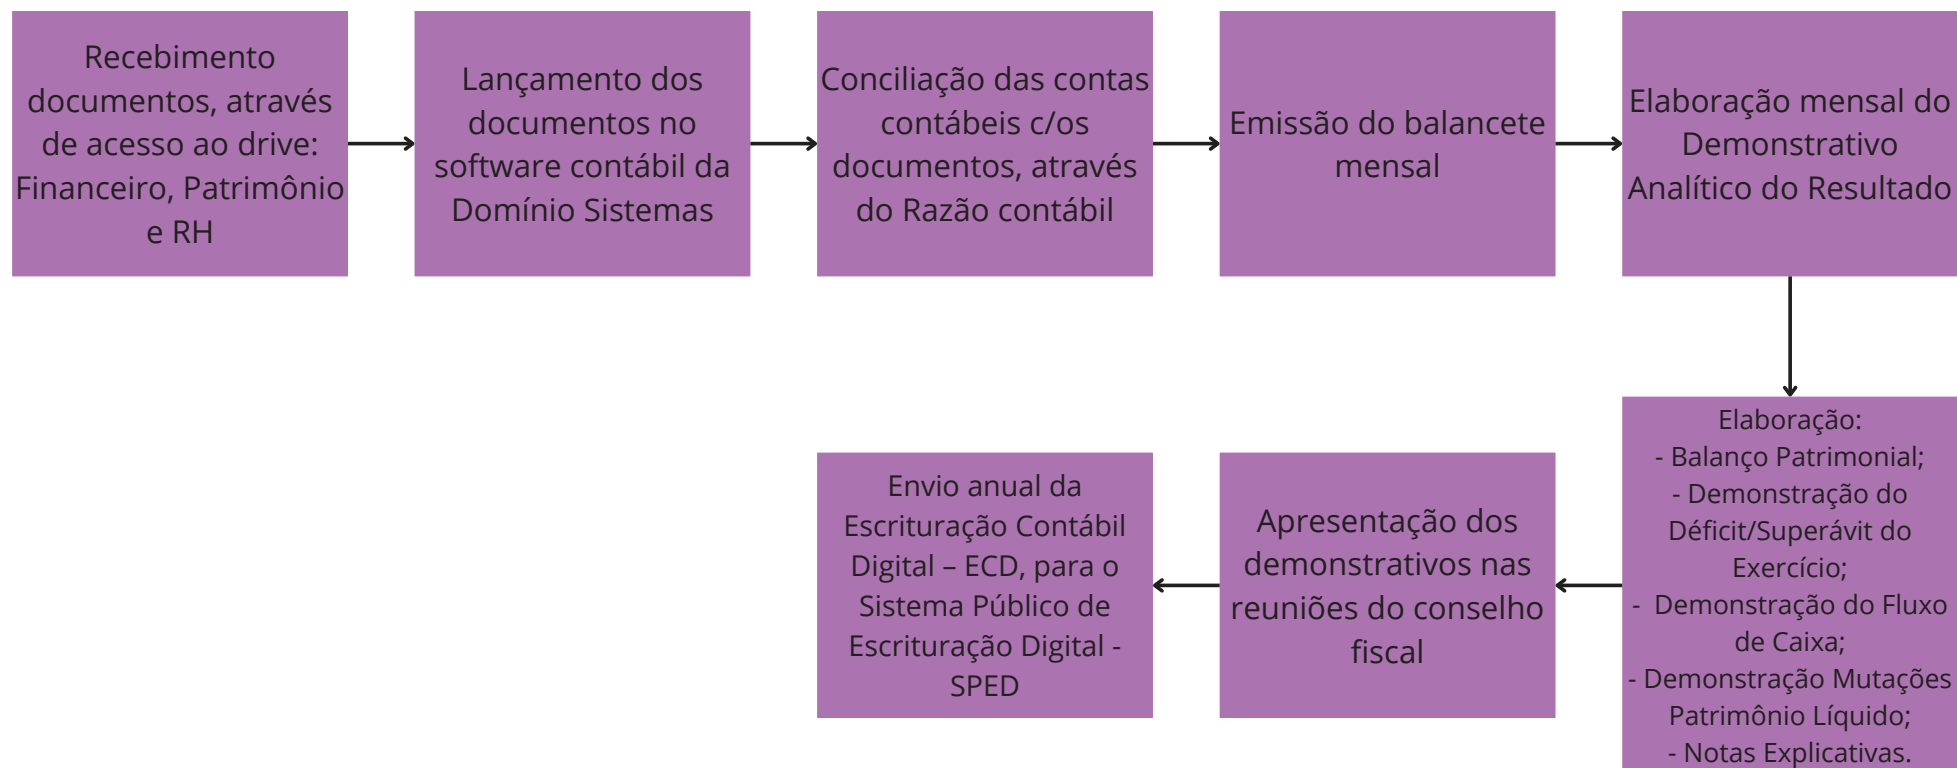 Recebimento
documentos, através
de acesso ao drive:
Financeiro, Patrimônio
e RH
Lançamento dos
documentos no
software contábil da
Domínio Sistemas
Conciliação das contas
contábeis c/os
documentos, através
do Razão contábil
Emissão do balancete
mensal
Elaboração mensal do
Demonstrativo
Analítico do Resultado
Elaboração:
- Balanço Patrimonial;
- Demonstração do
Déficit/Superávit do
Exercício;
- Demonstração do Fluxo
de Caixa;
- Demonstração Mutações
Patrimônio Líquido;
- Notas Explicativas.
Apresentação dos
demonstrativos nas
reuniões do conselho
fiscal
Envio anual da
Escrituração Contábil
Digital – ECD, para o
Sistema Público de
Escrituração Digital -
SPED